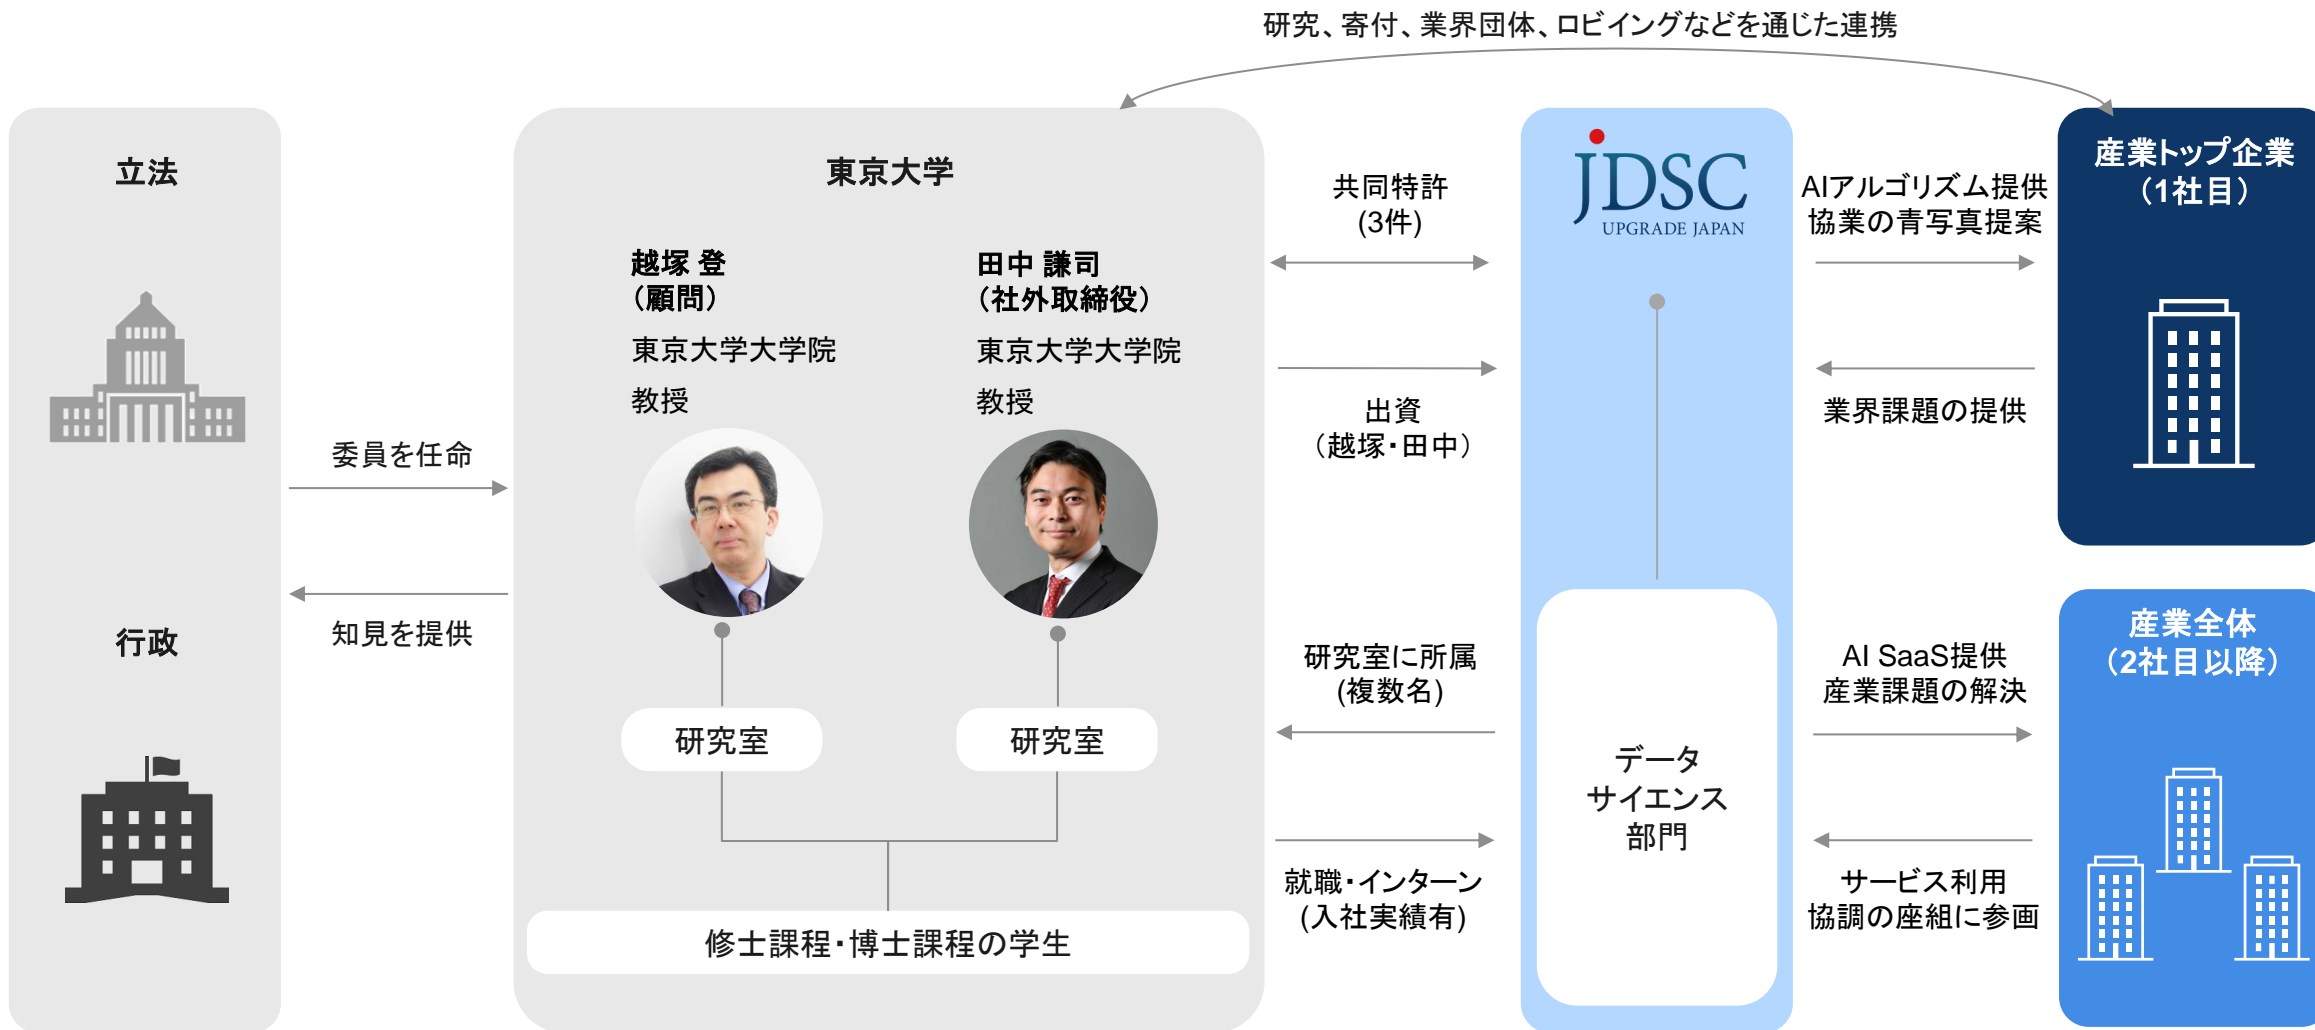 研究、寄付、業界団体、ロビイングなどを通じた連携
立法
行政
委員を任命
知見を提供
東京大学
越塚 登
（顧問）
東京大学大学院
教授
田中 謙司
（社外取締役）
東京大学大学院
教授
研究室
研究室
修士課程・博士課程の学生
共同特許
(3件)
出資
（越塚・田中）
研究室に所属
(複数名)
就職・インターン
(入社実績有)
JDSC
UPGRADE JAPAN
データ
サイエンス
部門
AIアルゴリズム提供
協業の青写真提案
業界課題の提供
AI SaaS提供
産業課題の解決
サービス利用
協調の座組に参画
産業トップ企業
（1社目）
産業全体
（2社目以降）